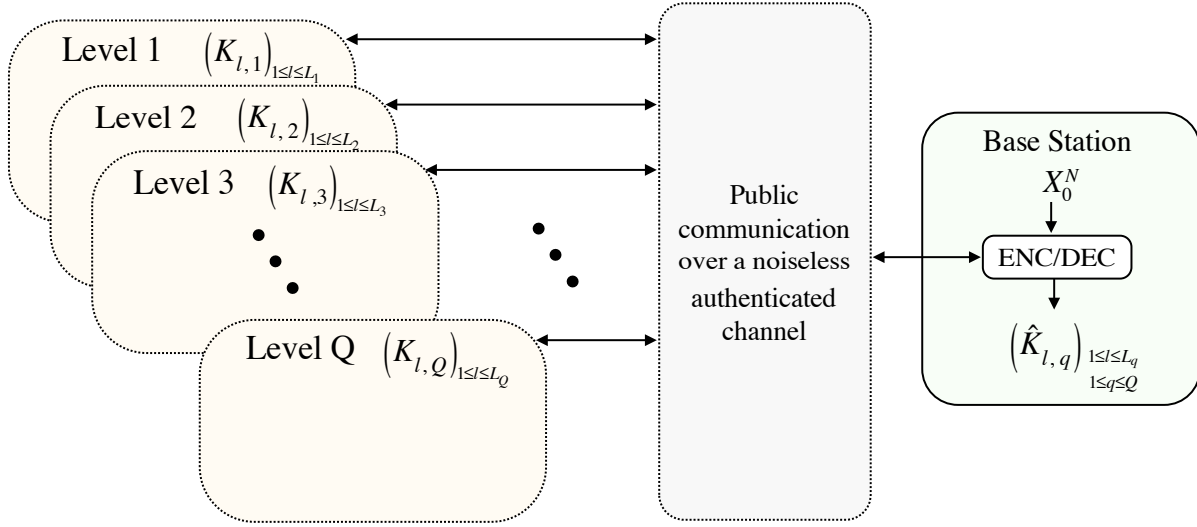 Level 1 (K_{l,1})_{1≤l≤L_1}
Level 2 (K_{l,2})_{1≤l≤L_2}
Level 3 (K_{l,3})_{1≤l≤L_3}
Level Q (K_{l,Q})_{1≤l≤L_Q}
Public
communication
over a noiseless
authenticated
channel
Base Station
X_0^N
ENC/DEC
(K̂_{l,q})_{1≤l≤L_q
1≤q≤Q}